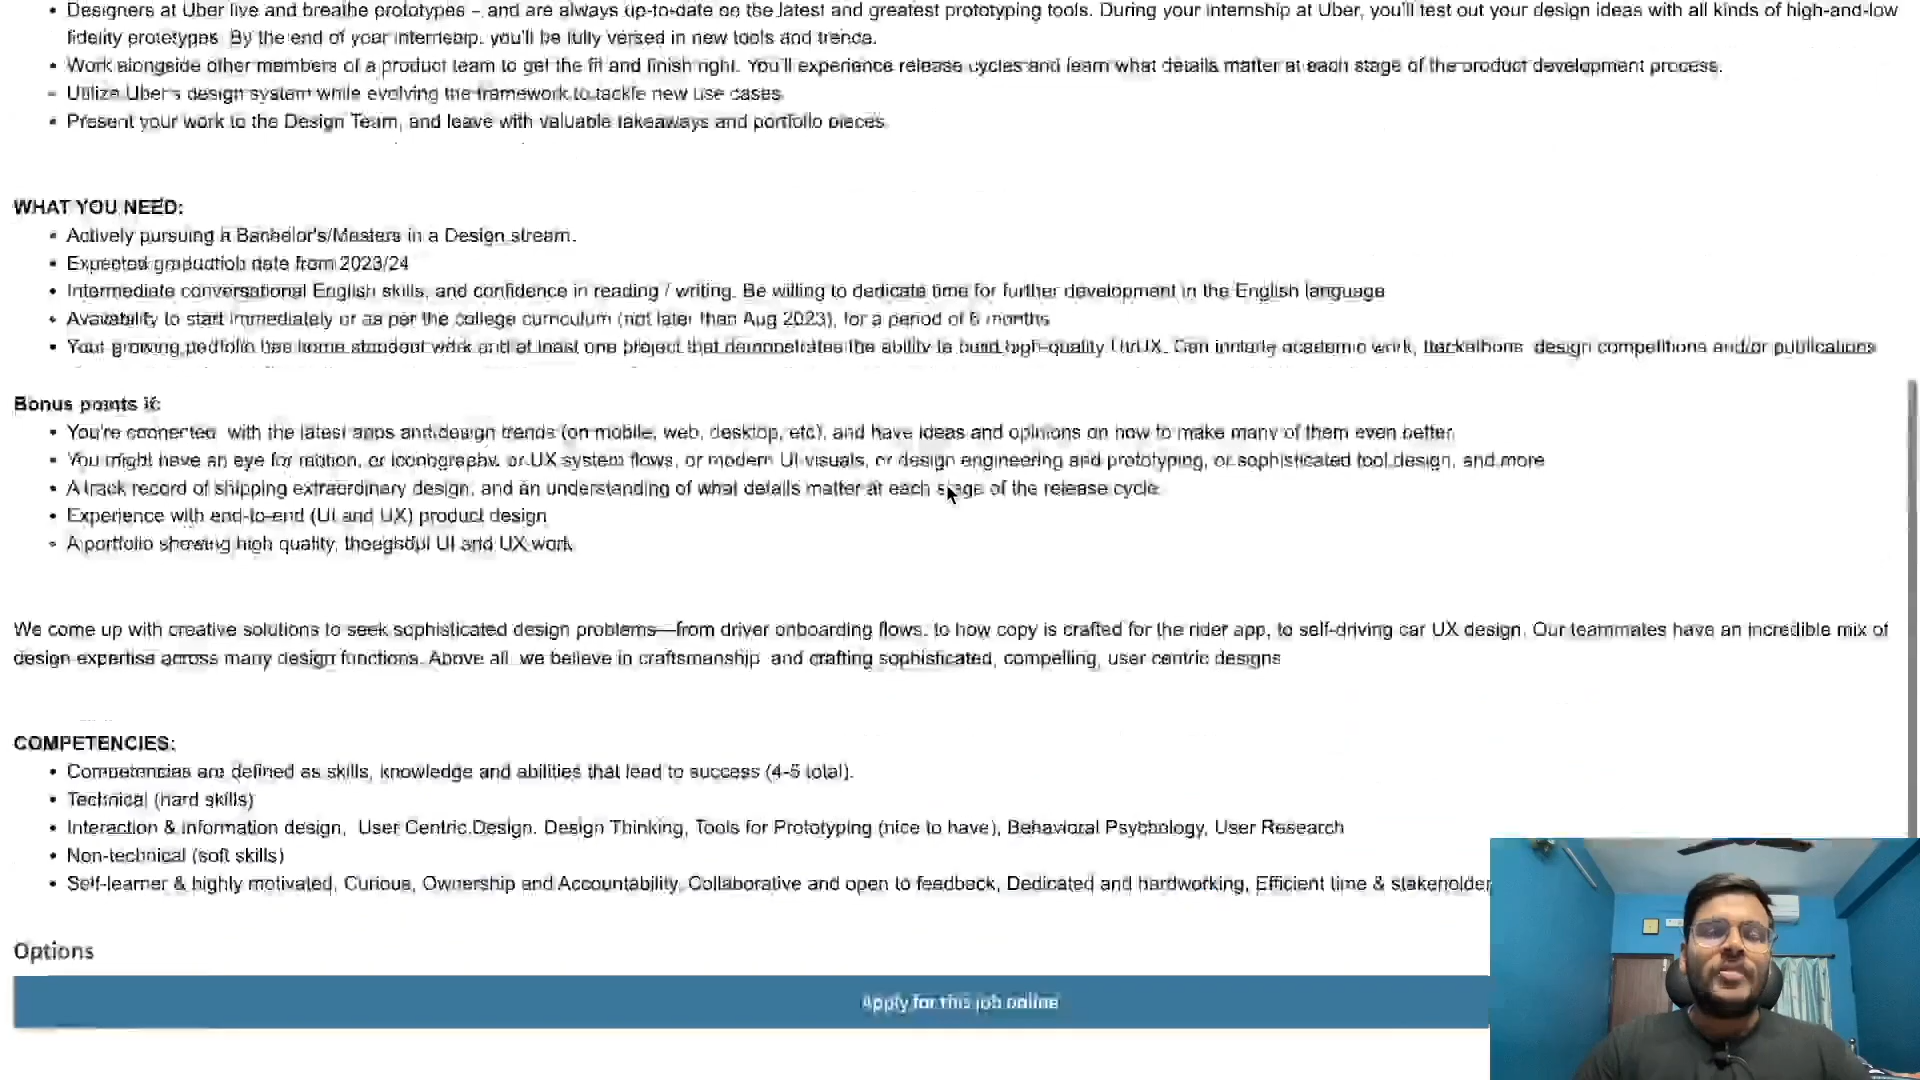 • Designers at Uber live and breathe prototypes – and are always up-to-date on the latest and greatest prototyping tools. During your internship at Uber, you'll test out your design ideas with all kinds of high-and-low
fidelity prototypes. By the end of your internship, you'll be fully versed in new tools and trends.
• Work alongside other members of a product team to get the fit and finish right. You'll experience release cycles and learn what details matter at each stage of the product development process.
• Utilize Uber's design system while evolving the framework to tackle new use cases
• Present your work to the Design Team, and leave with valuable takeaways and portfolio pieces
WHAT YOU NEED:
• Actively pursuing a Bachelor's/Masters in a Design stream.
• Expected graduation date from 2023/24
• Intermediate conversational English skills, and confidence in reading / writing. Be willing to dedicate time for further development in the English language
• Availability to start immediately or as per the college curriculum (not later than Aug 2023), for a period of 6 months
• Your growing portfolio has some standout work and at least one project that demonstrates the ability to build high-quality UI/UX. Can include academic work, hackathons, design competitions and/or publications
Bonus points if:
• You're connected with the latest apps and design trends (on mobile, web, desktop, etc), and have ideas and opinions on how to make many of them even better
• You might have an eye for motion, or iconography, or UX system flows, or modern UI visuals, or design engineering and prototyping, or sophisticated tool design, and more
• A track record of shipping extraordinary design, and an understanding of what details matter at each stage of the release cycle
• Experience with end-to-end (UI and UX) product design
• A portfolio showing high quality, thoughtful UI and UX work
We come up with creative solutions to seek sophisticated design problems—from driver onboarding flows, to how copy is crafted for the rider app, to self-driving car UX design. Our teammates have an incredible mix of
design expertise across many design functions. Above all, we believe in craftsmanship and crafting sophisticated, compelling, user centric designs
COMPETENCIES:
• Competencies are defined as skills, knowledge and abilities that lead to success (4-5 total).
• Technical (hard skills)
• Interaction & information design, User Centric Design. Design Thinking, Tools for Prototyping (nice to have), Behavioral Psychology, User Research
• Non-technical (soft skills)
• Self-learner & highly motivated, Curious, Ownership and Accountability, Collaborative and open to feedback, Dedicated and hardworking, Efficient time & stakeholder
Options
Apply for this job online